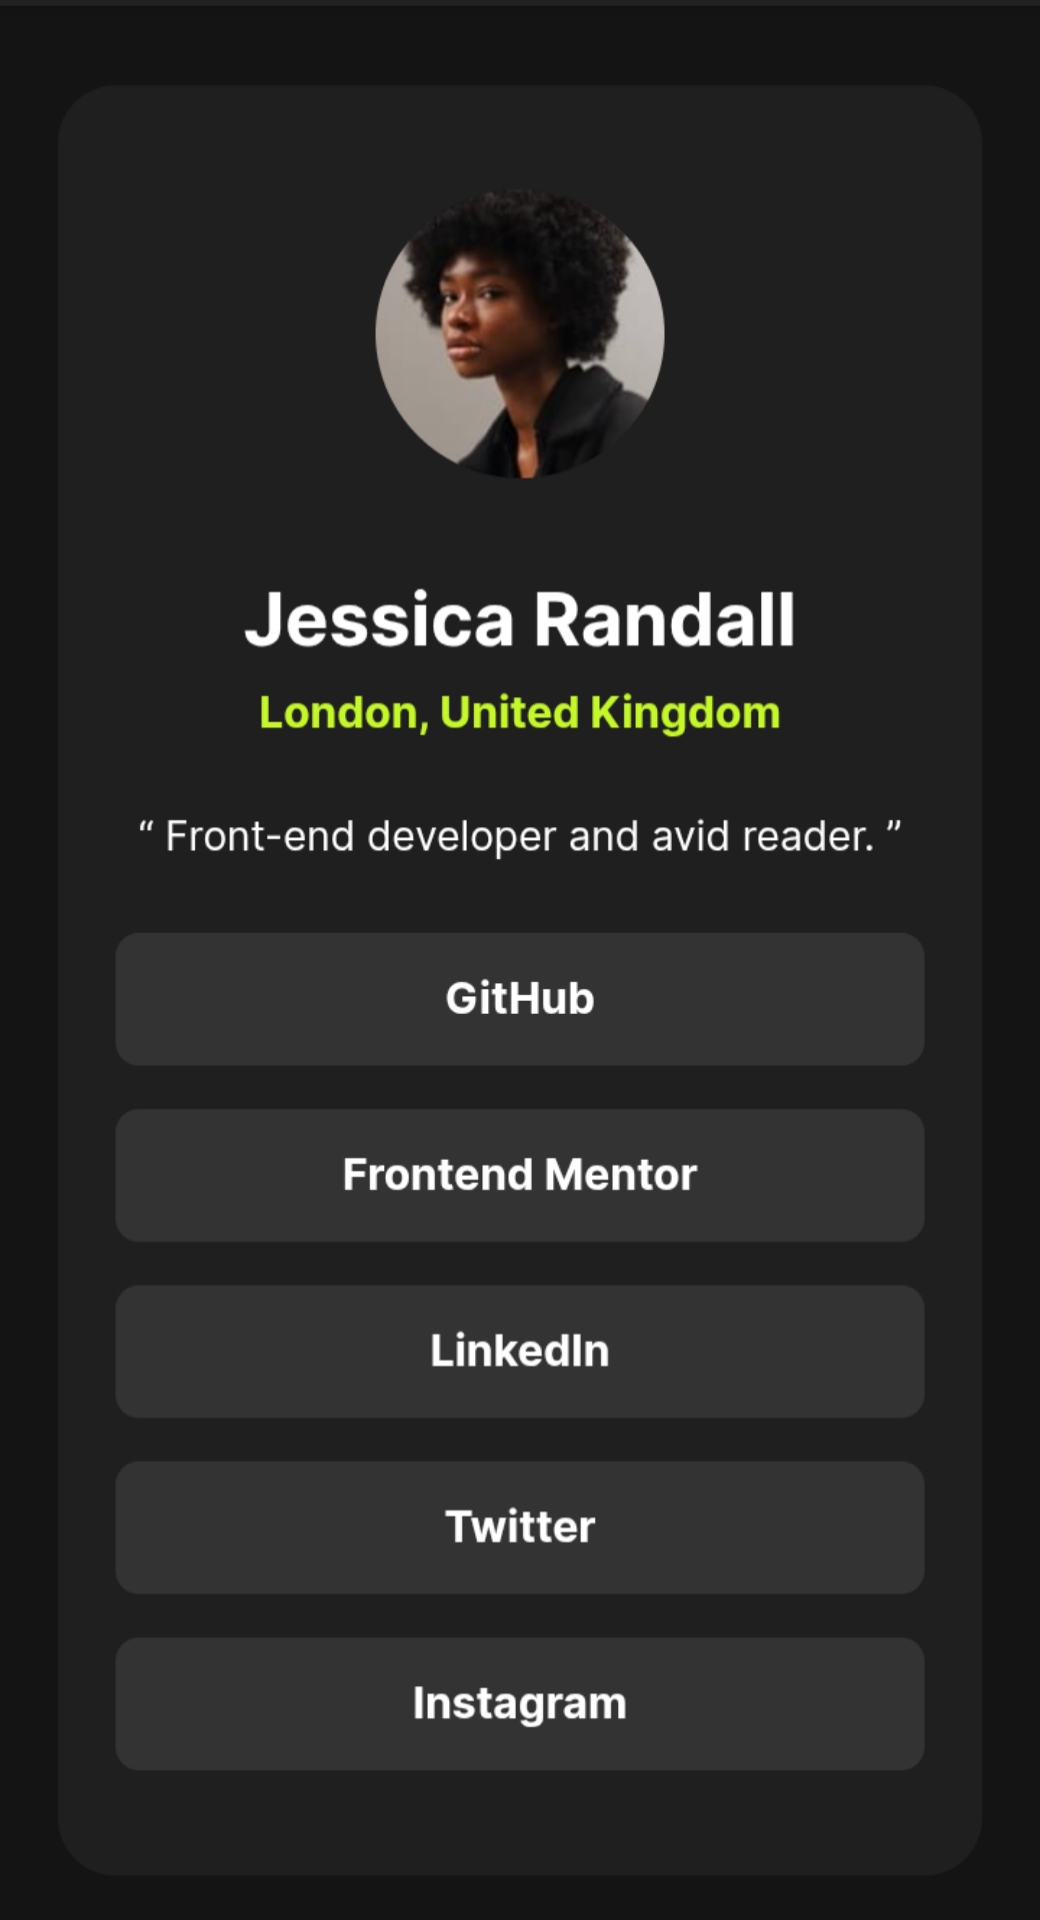 Jessica Randall
London, United Kingdom
“ Front-end developer and avid reader. ”
GitHub
Frontend Mentor
LinkedIn
Twitter
Instagram